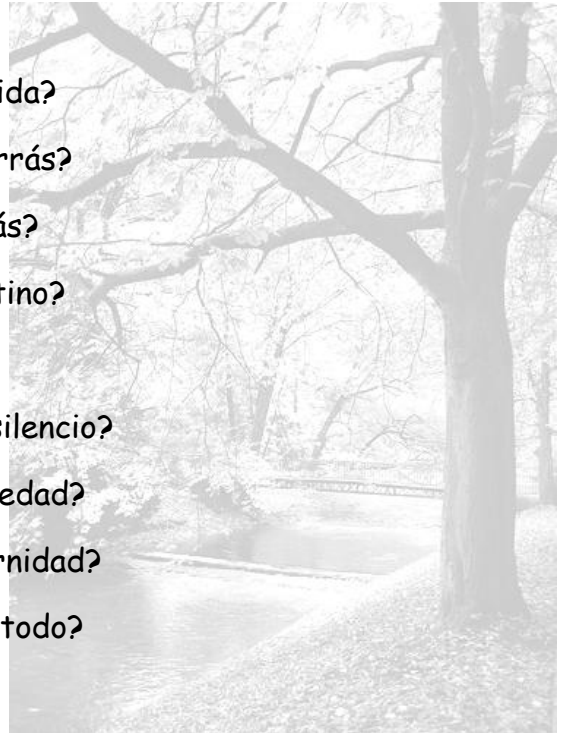 ida?
rrás?
ás?
tino?
silencio?
edad?
rnidad?
todo?